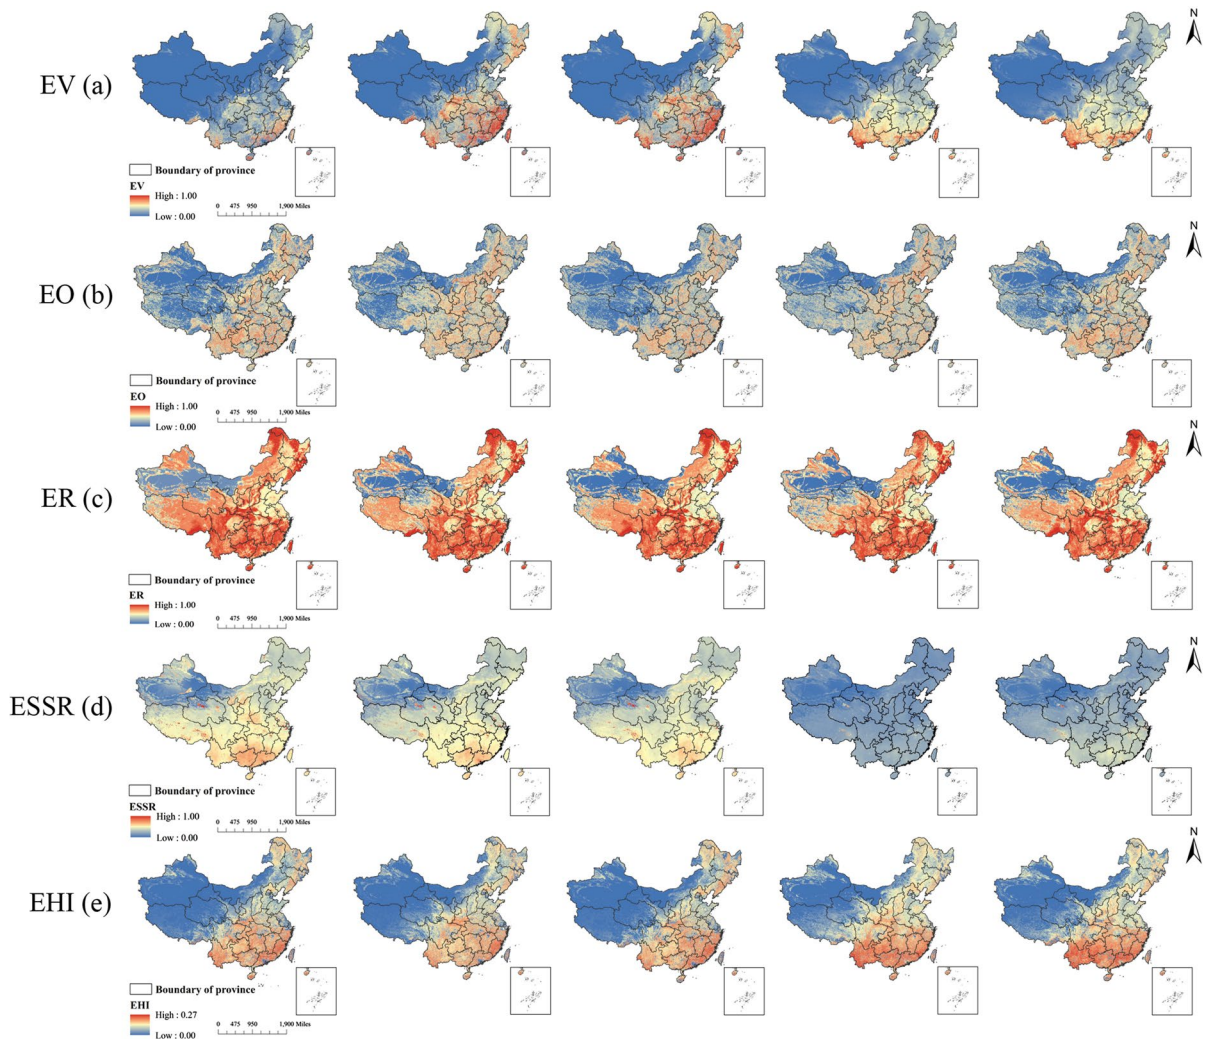 N
EV (a)
Boundary of province
EV
High : 1.00
Low : 0.00
0 475 950 1,900 Miles
N
EO (b)
Boundary of province
EO
High : 1.00
Low : 0.00
0 475 950 1,900 Miles
N
ER (c)
Boundary of province
ER
High : 1.00
Low : 0.00
0 475 950 1,900 Miles
N
ESSR (d)
Boundary of province
ESSR
High : 1.00
Low : 0.00
0 475 950 1,900 Miles
N
EHI (e)
Boundary of province
EHI
High : 0.27
Low : 0.00
0 475 950 1,900 Miles